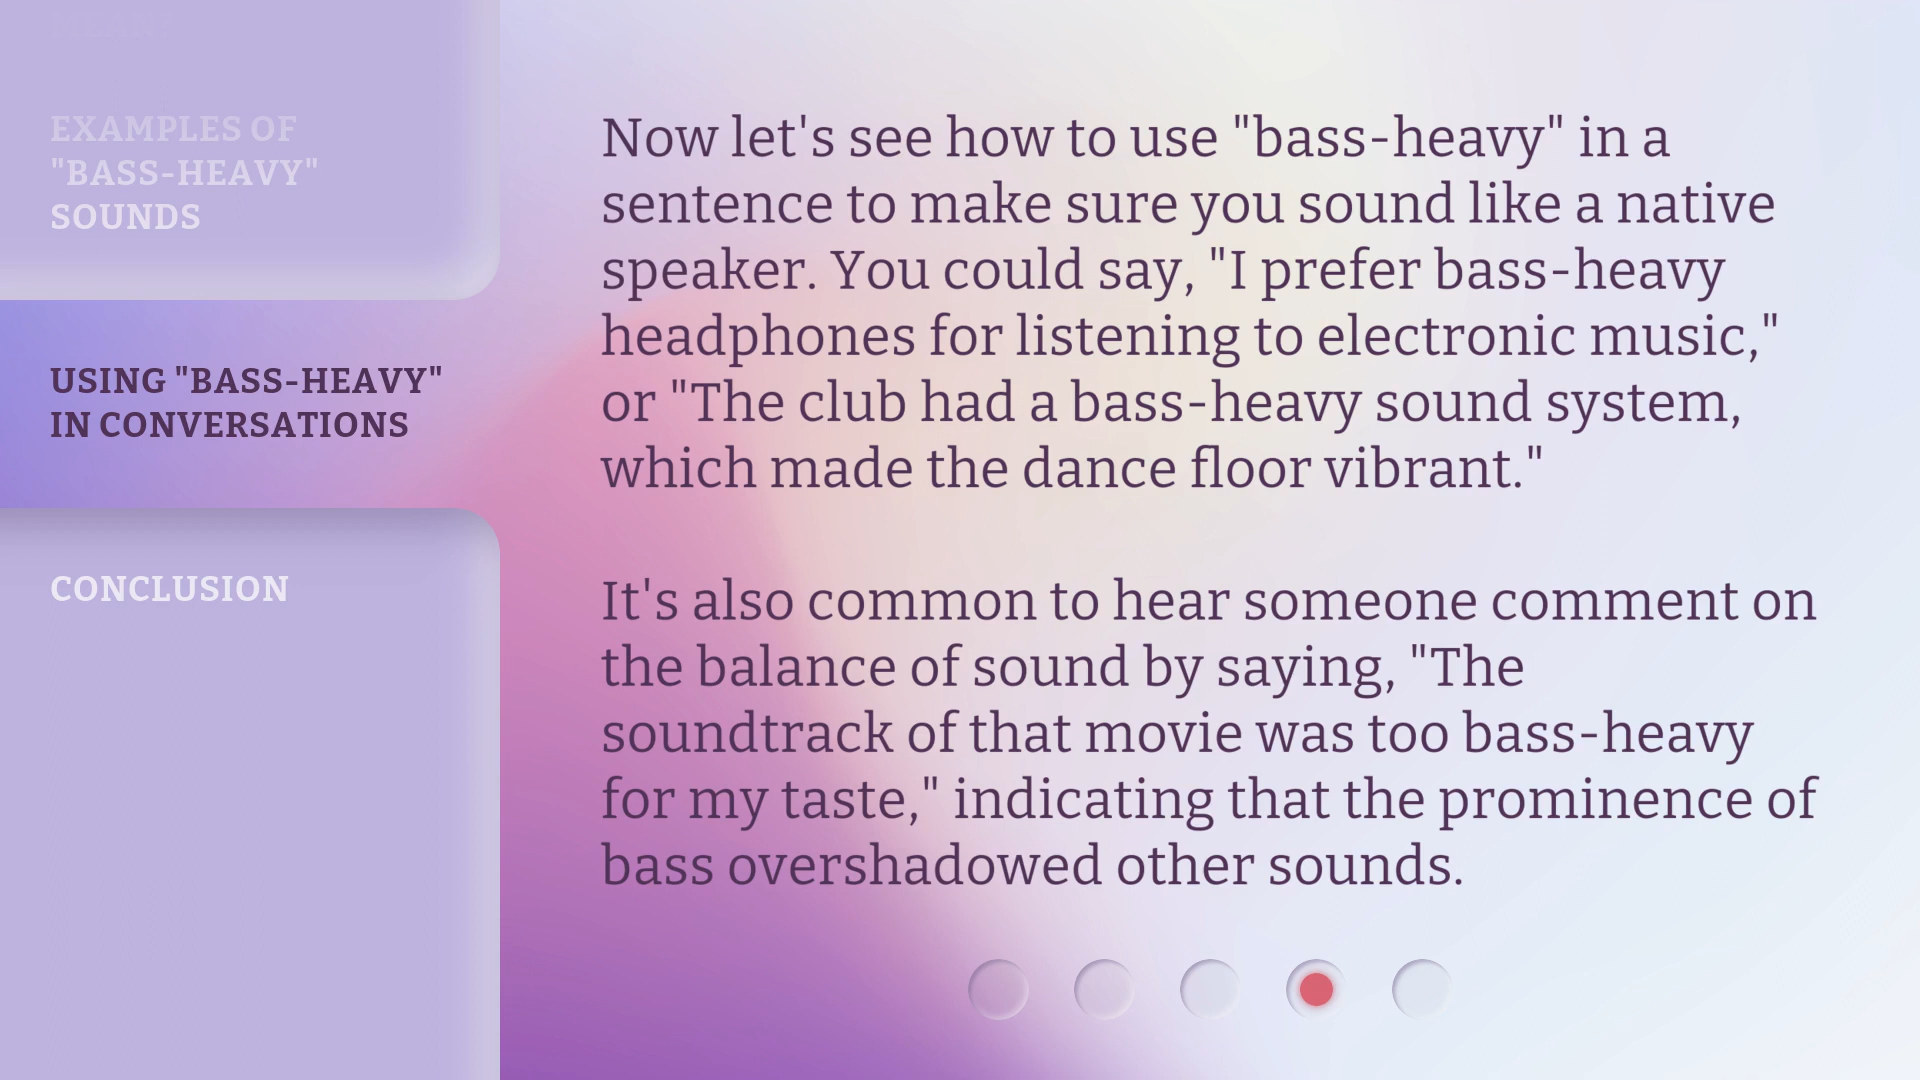 EXAMPLES OF
"BASS-HEAVY"
SOUNDS
USING "BASS-HEAVY"
IN CONVERSATIONS
CONCLUSION
Now let's see how to use "bass-heavy" in a
sentence to make sure you sound like a native
speaker. You could say, "I prefer bass-heavy
headphones for listening to electronic music,"
or "The club had a bass-heavy sound system,
which made the dance floor vibrant."
It's also common to hear someone comment on
the balance of sound by saying, "The
soundtrack of that movie was too bass-heavy
for my taste," indicating that the prominence of
bass overshadowed other sounds.